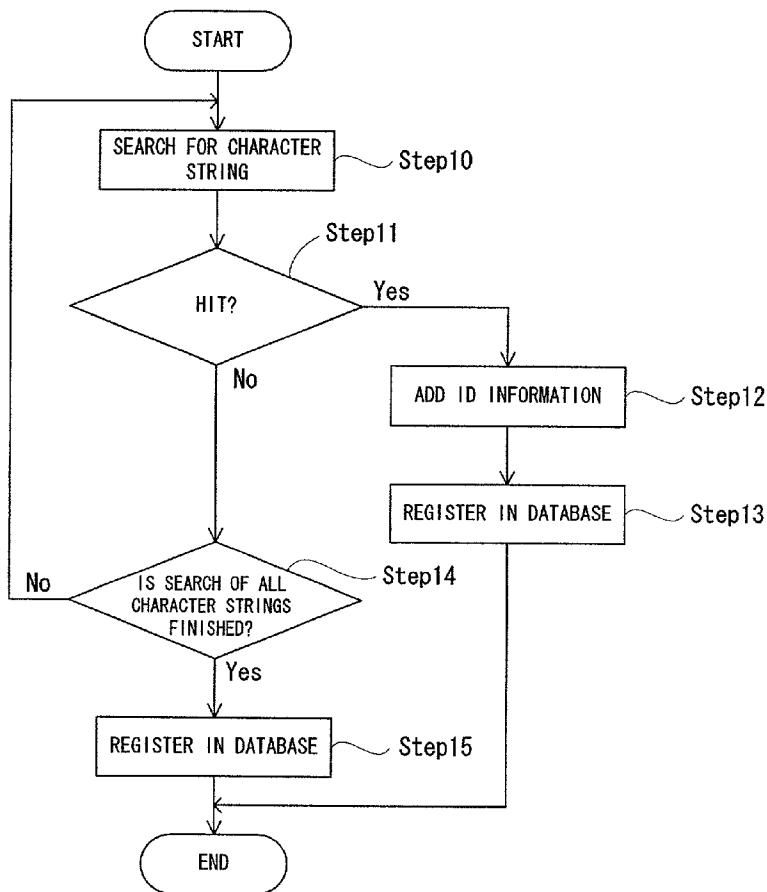 START
SEARCH FOR CHARACTER
STRING
Step10
Step11
HIT?
Yes
No
ADD ID INFORMATION
Step12
REGISTER IN DATABASE
Step13
Step14
No
IS SEARCH OF ALL
CHARACTER STRINGS
FINISHED?
Yes
REGISTER IN DATABASE
Step15
END